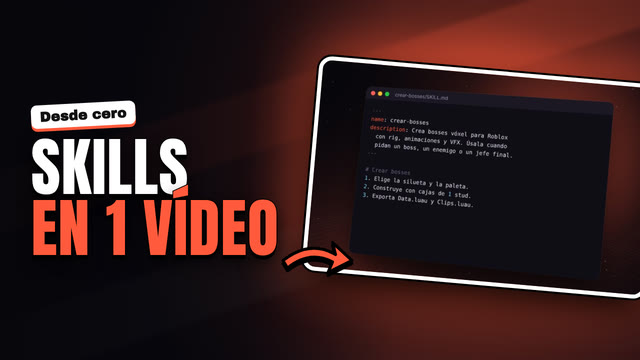 Desde cero
SKILLS
EN 1 VÍDEO
crear-bosses/SKILL.md
---
name: crear-bosses
description: Crea bosses vóxel para Roblox
con rig, animaciones y VFX. Úsala cuando
pidan un boss, un enemigo o un jefe final.
---
# Crear bosses
1. Elige la silueta y la paleta.
2. Construye con cajas de 1 stud.
3. Exporta Data.luau y Clips.luau.